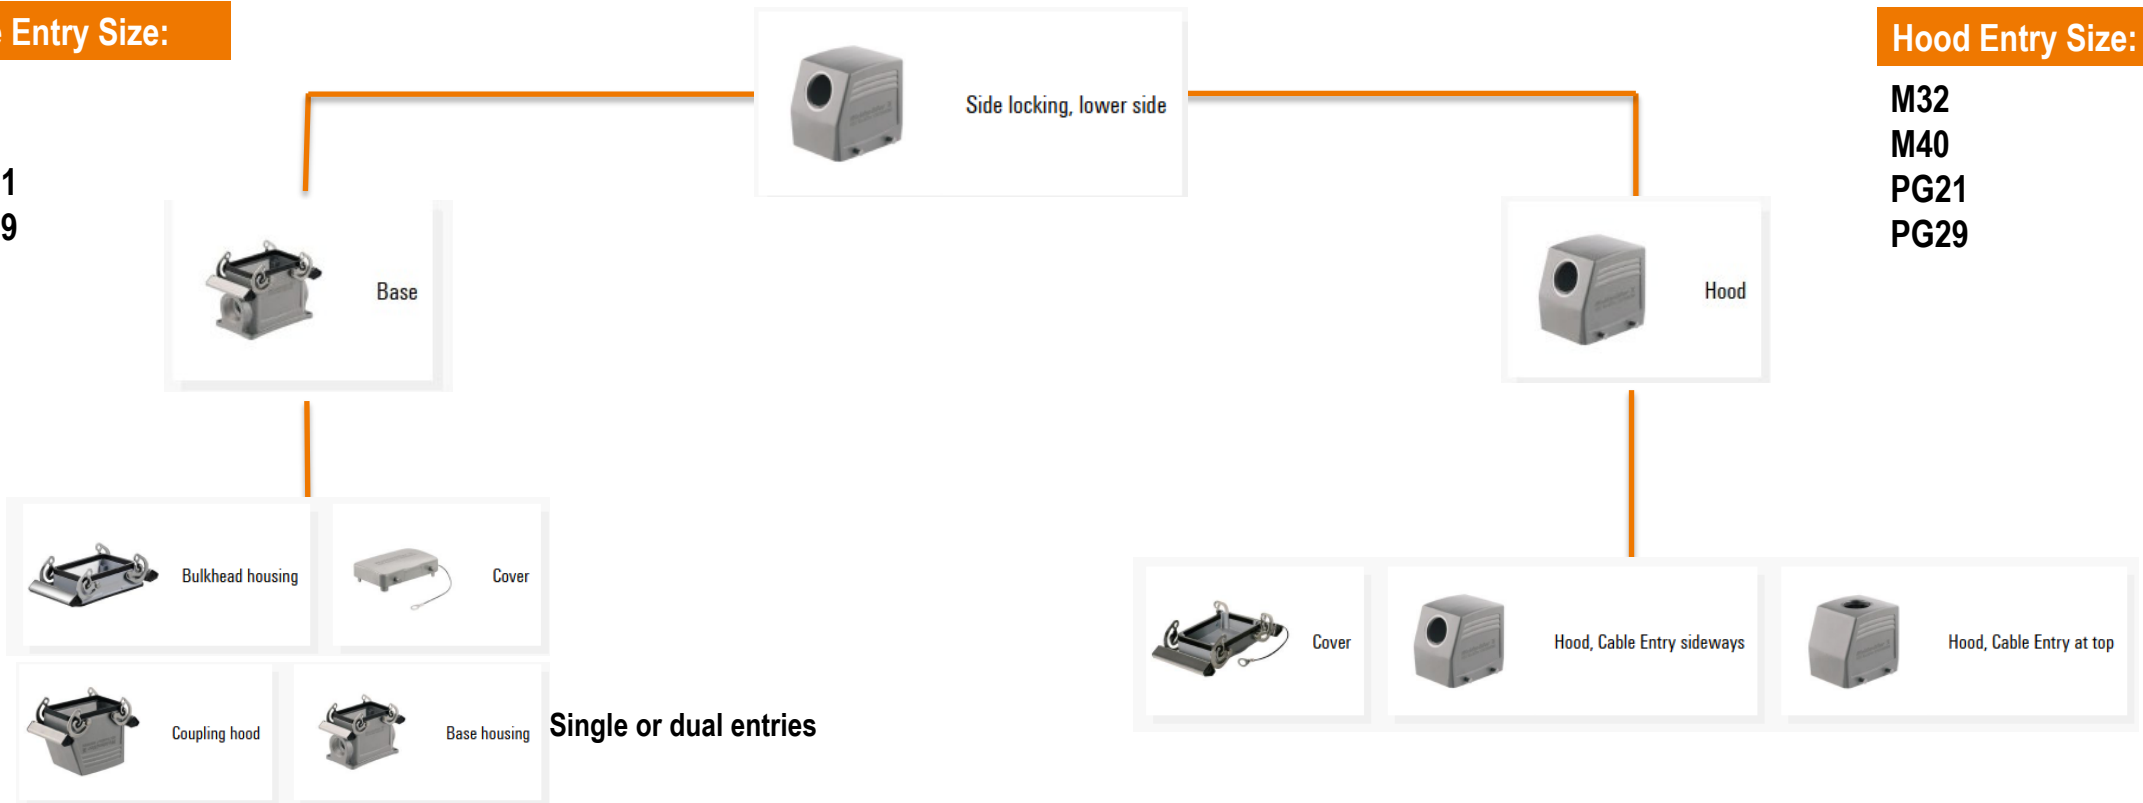 Entry Size:
1
9
Side locking, lower side
Hood Entry Size:
M32
M40
PG21
PG29
Base
Hood
Bulkhead housing
Cover
Coupling hood
Base housing
Single or dual entries
Cover
Hood, Cable Entry sideways
Hood, Cable Entry at top